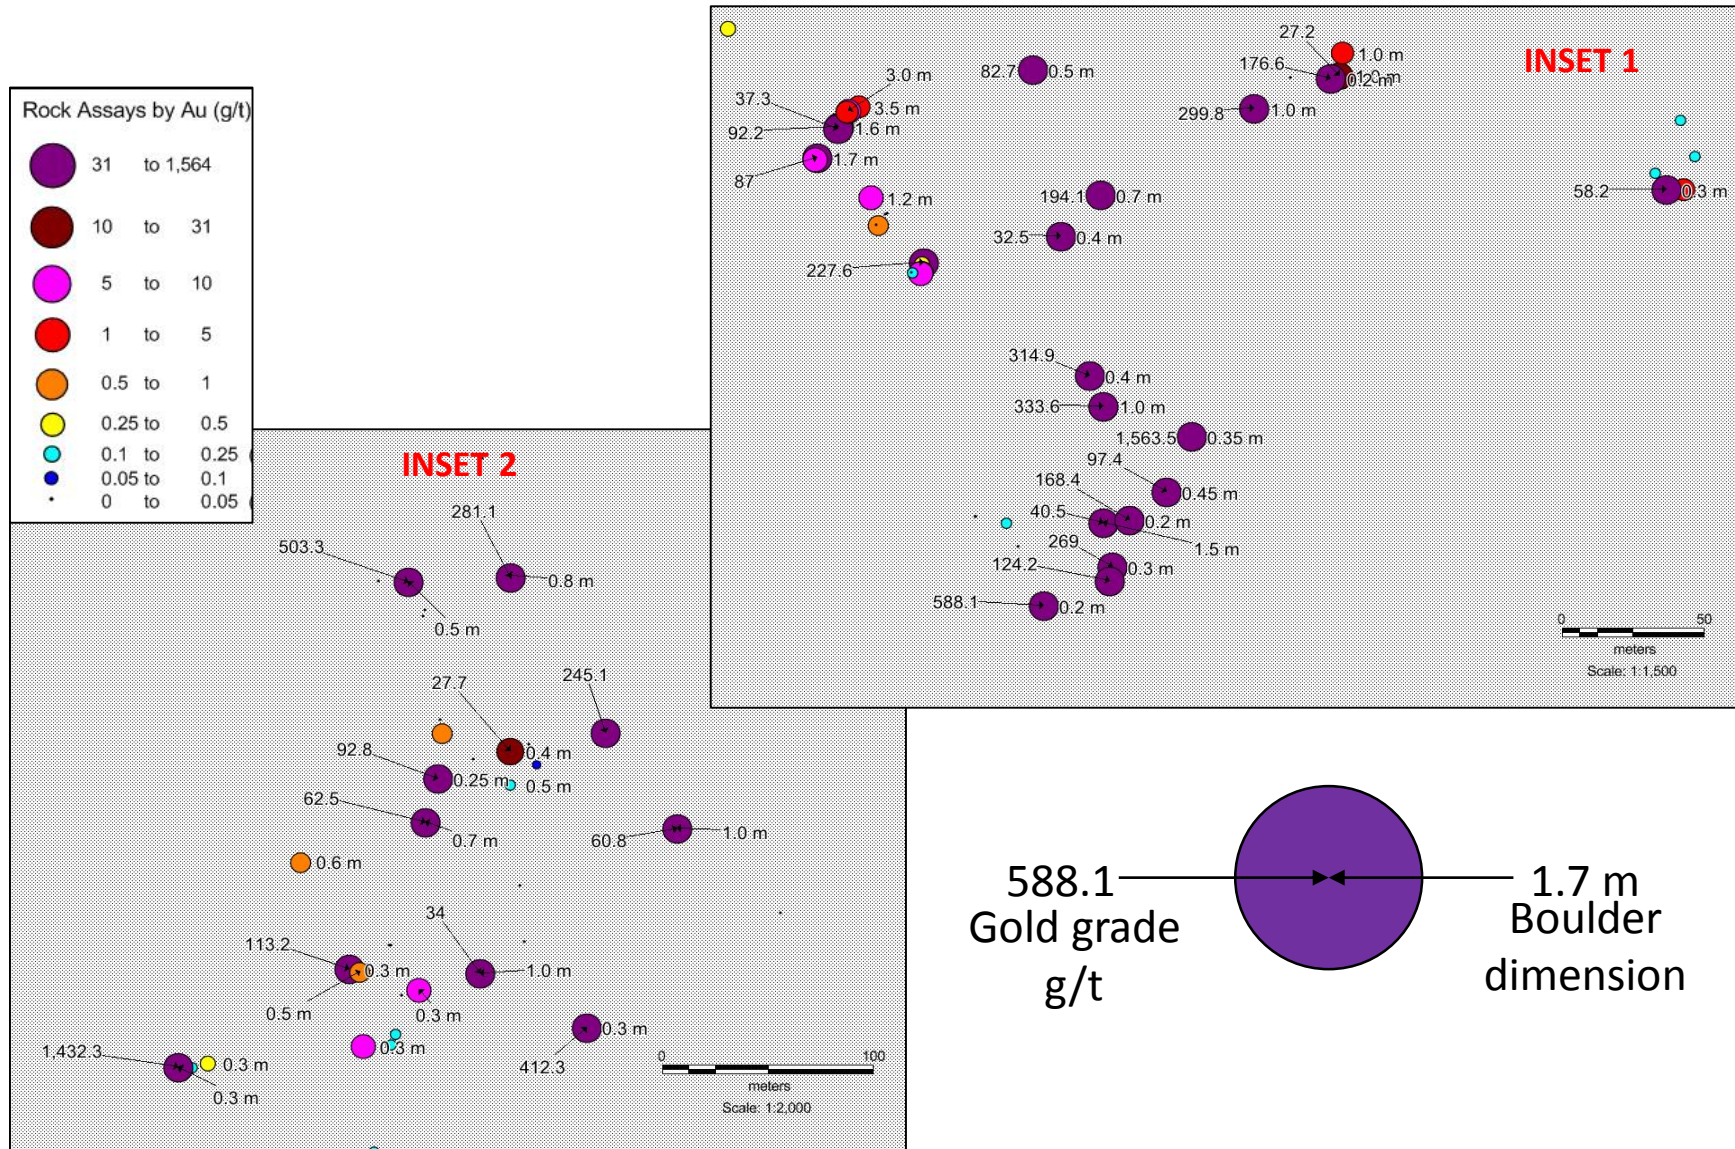 Rock Assays by Au (g/t)
31 to 1,564
10 to 31
5 to 10
1 to 5
0.5 to 1
0.25 to 0.5
0.1 to 0.25
0.05 to 0.1
0 to 0.05
INSET 1
27.2
1.0 m
176.6
1.0 m
0.2 m
82.7
0.5 m
3.0 m
37.3
3.5 m
299.8
1.0 m
92.2
1.6 m
87
1.7 m
58.2
0.3 m
1.2 m
194.1
0.7 m
32.5
0.4 m
227.6
314.9
0.4 m
333.6
1.0 m
1,563.5
0.35 m
97.4
0.45 m
168.4
0.2 m
40.5
1.5 m
269
0.3 m
124.2
588.1
0.2 m
0 50
meters
Scale: 1:1,500
INSET 2
281.1
0.8 m
503.3
0.5 m
245.1
27.7
0.4 m
92.8
0.25 m
0.5 m
62.5
0.7 m
60.8
1.0 m
0.6 m
34
1.0 m
113.2
0.3 m
0.5 m
0.3 m
0.3 m
0.3 m
412.3
1,432.3
0.3 m
0.3 m
0 100
meters
Scale: 1:2,000
588.1
Gold grade
g/t
1.7 m
Boulder
dimension